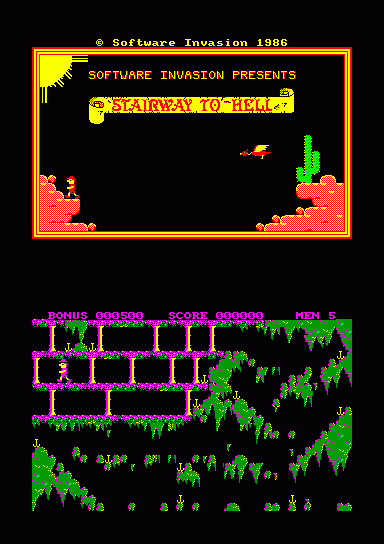 © Software Invasion 1986
SOFTWARE INVASION PRESENTS
STAIRWAY TO HELL
BONUS 000500 SCORE 000000 MEN 5